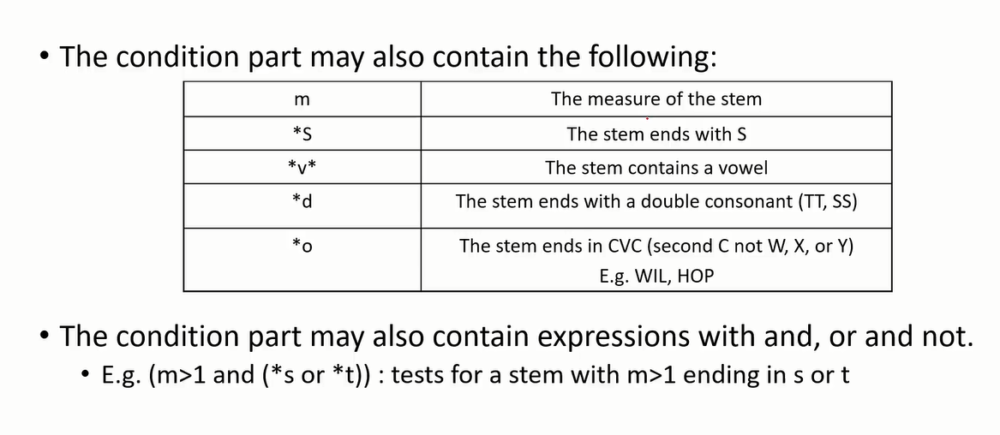 • The condition part may also contain the following:
m The measure of the stem
*S The stem ends with S
*v* The stem contains a vowel
*d The stem ends with a double consonant (TT, SS)
*o The stem ends in CVC (second C not W, X, or Y)
E.g. WIL, HOP
• The condition part may also contain expressions with and, or and not.
• E.g. (m>1 and (*s or *t)) : tests for a stem with m>1 ending in s or t